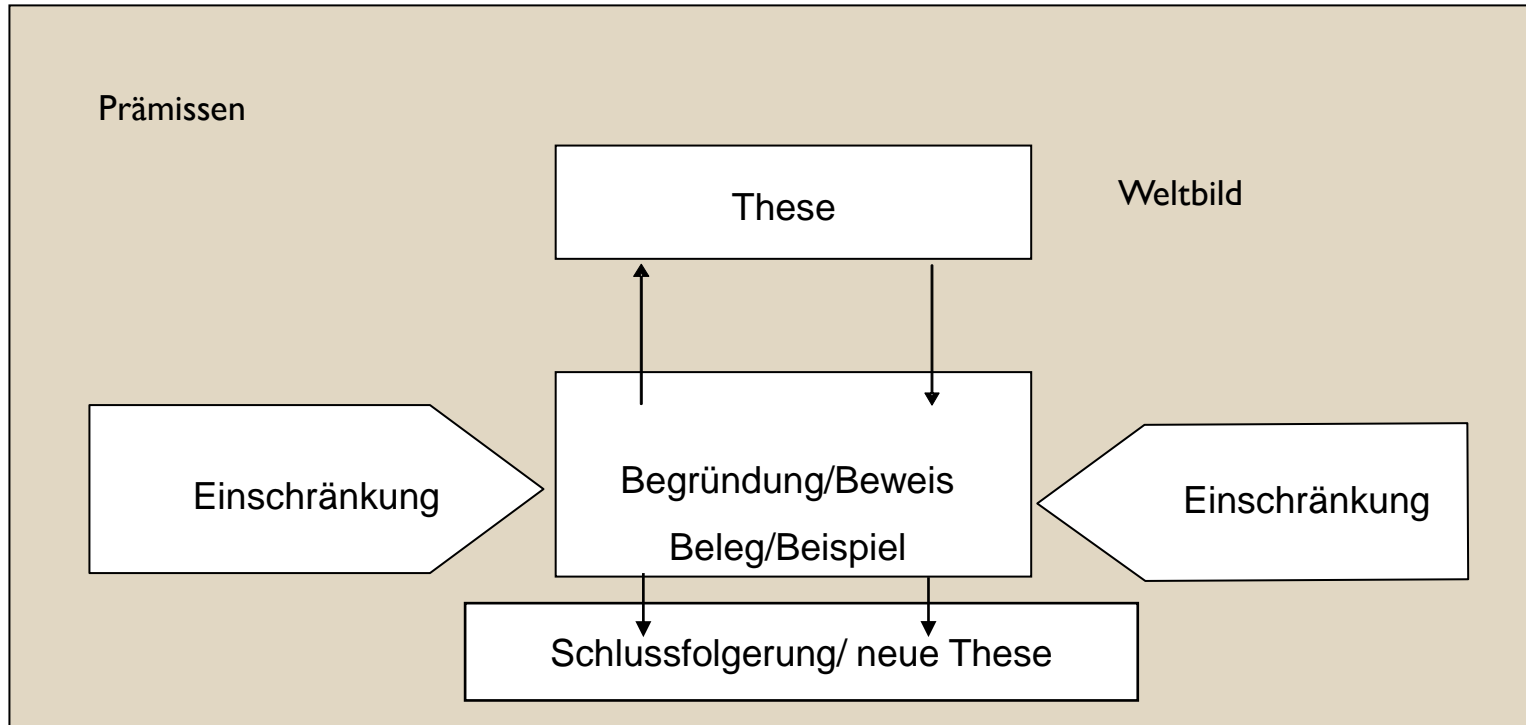 Prämissen
These
Weltbild
Einschränkung
Begründung/Beweis
Beleg/Beispiel
Einschränkung
Schlussfolgerung/ neue These